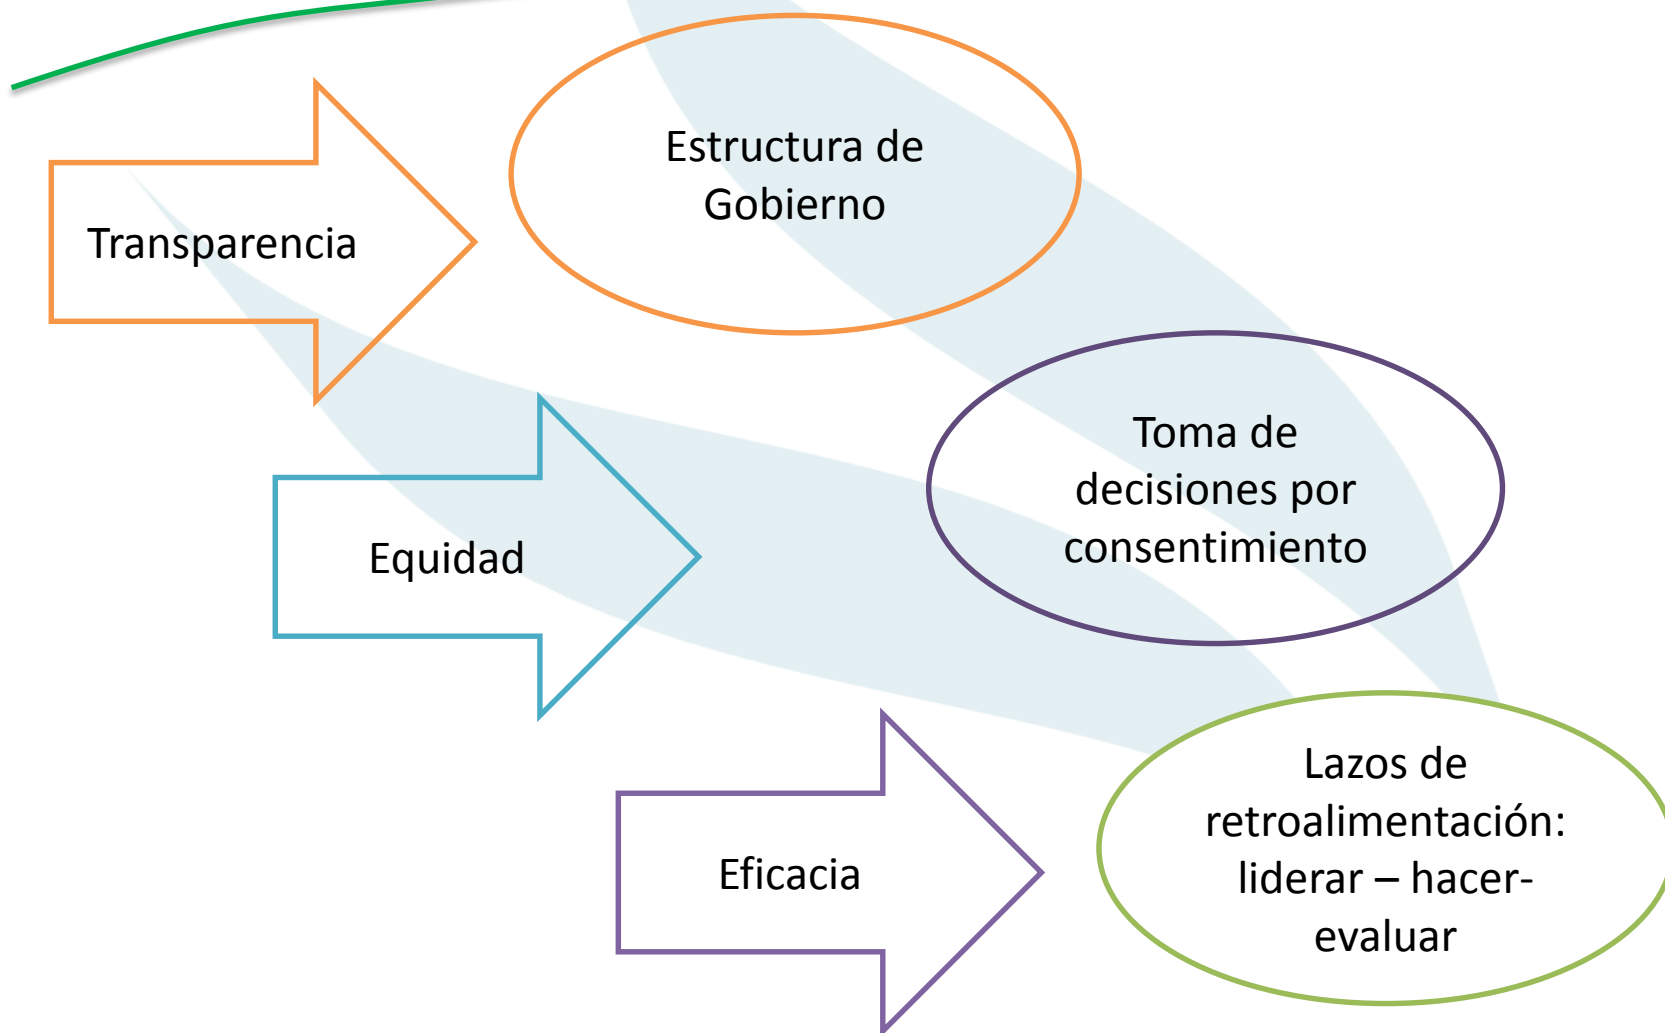 Estructura de
Gobierno
Transparencia
Toma de
decisiones por
consentimiento
Equidad
Lazos de
retroalimentación:
liderar – hacer-
evaluar
Eficacia